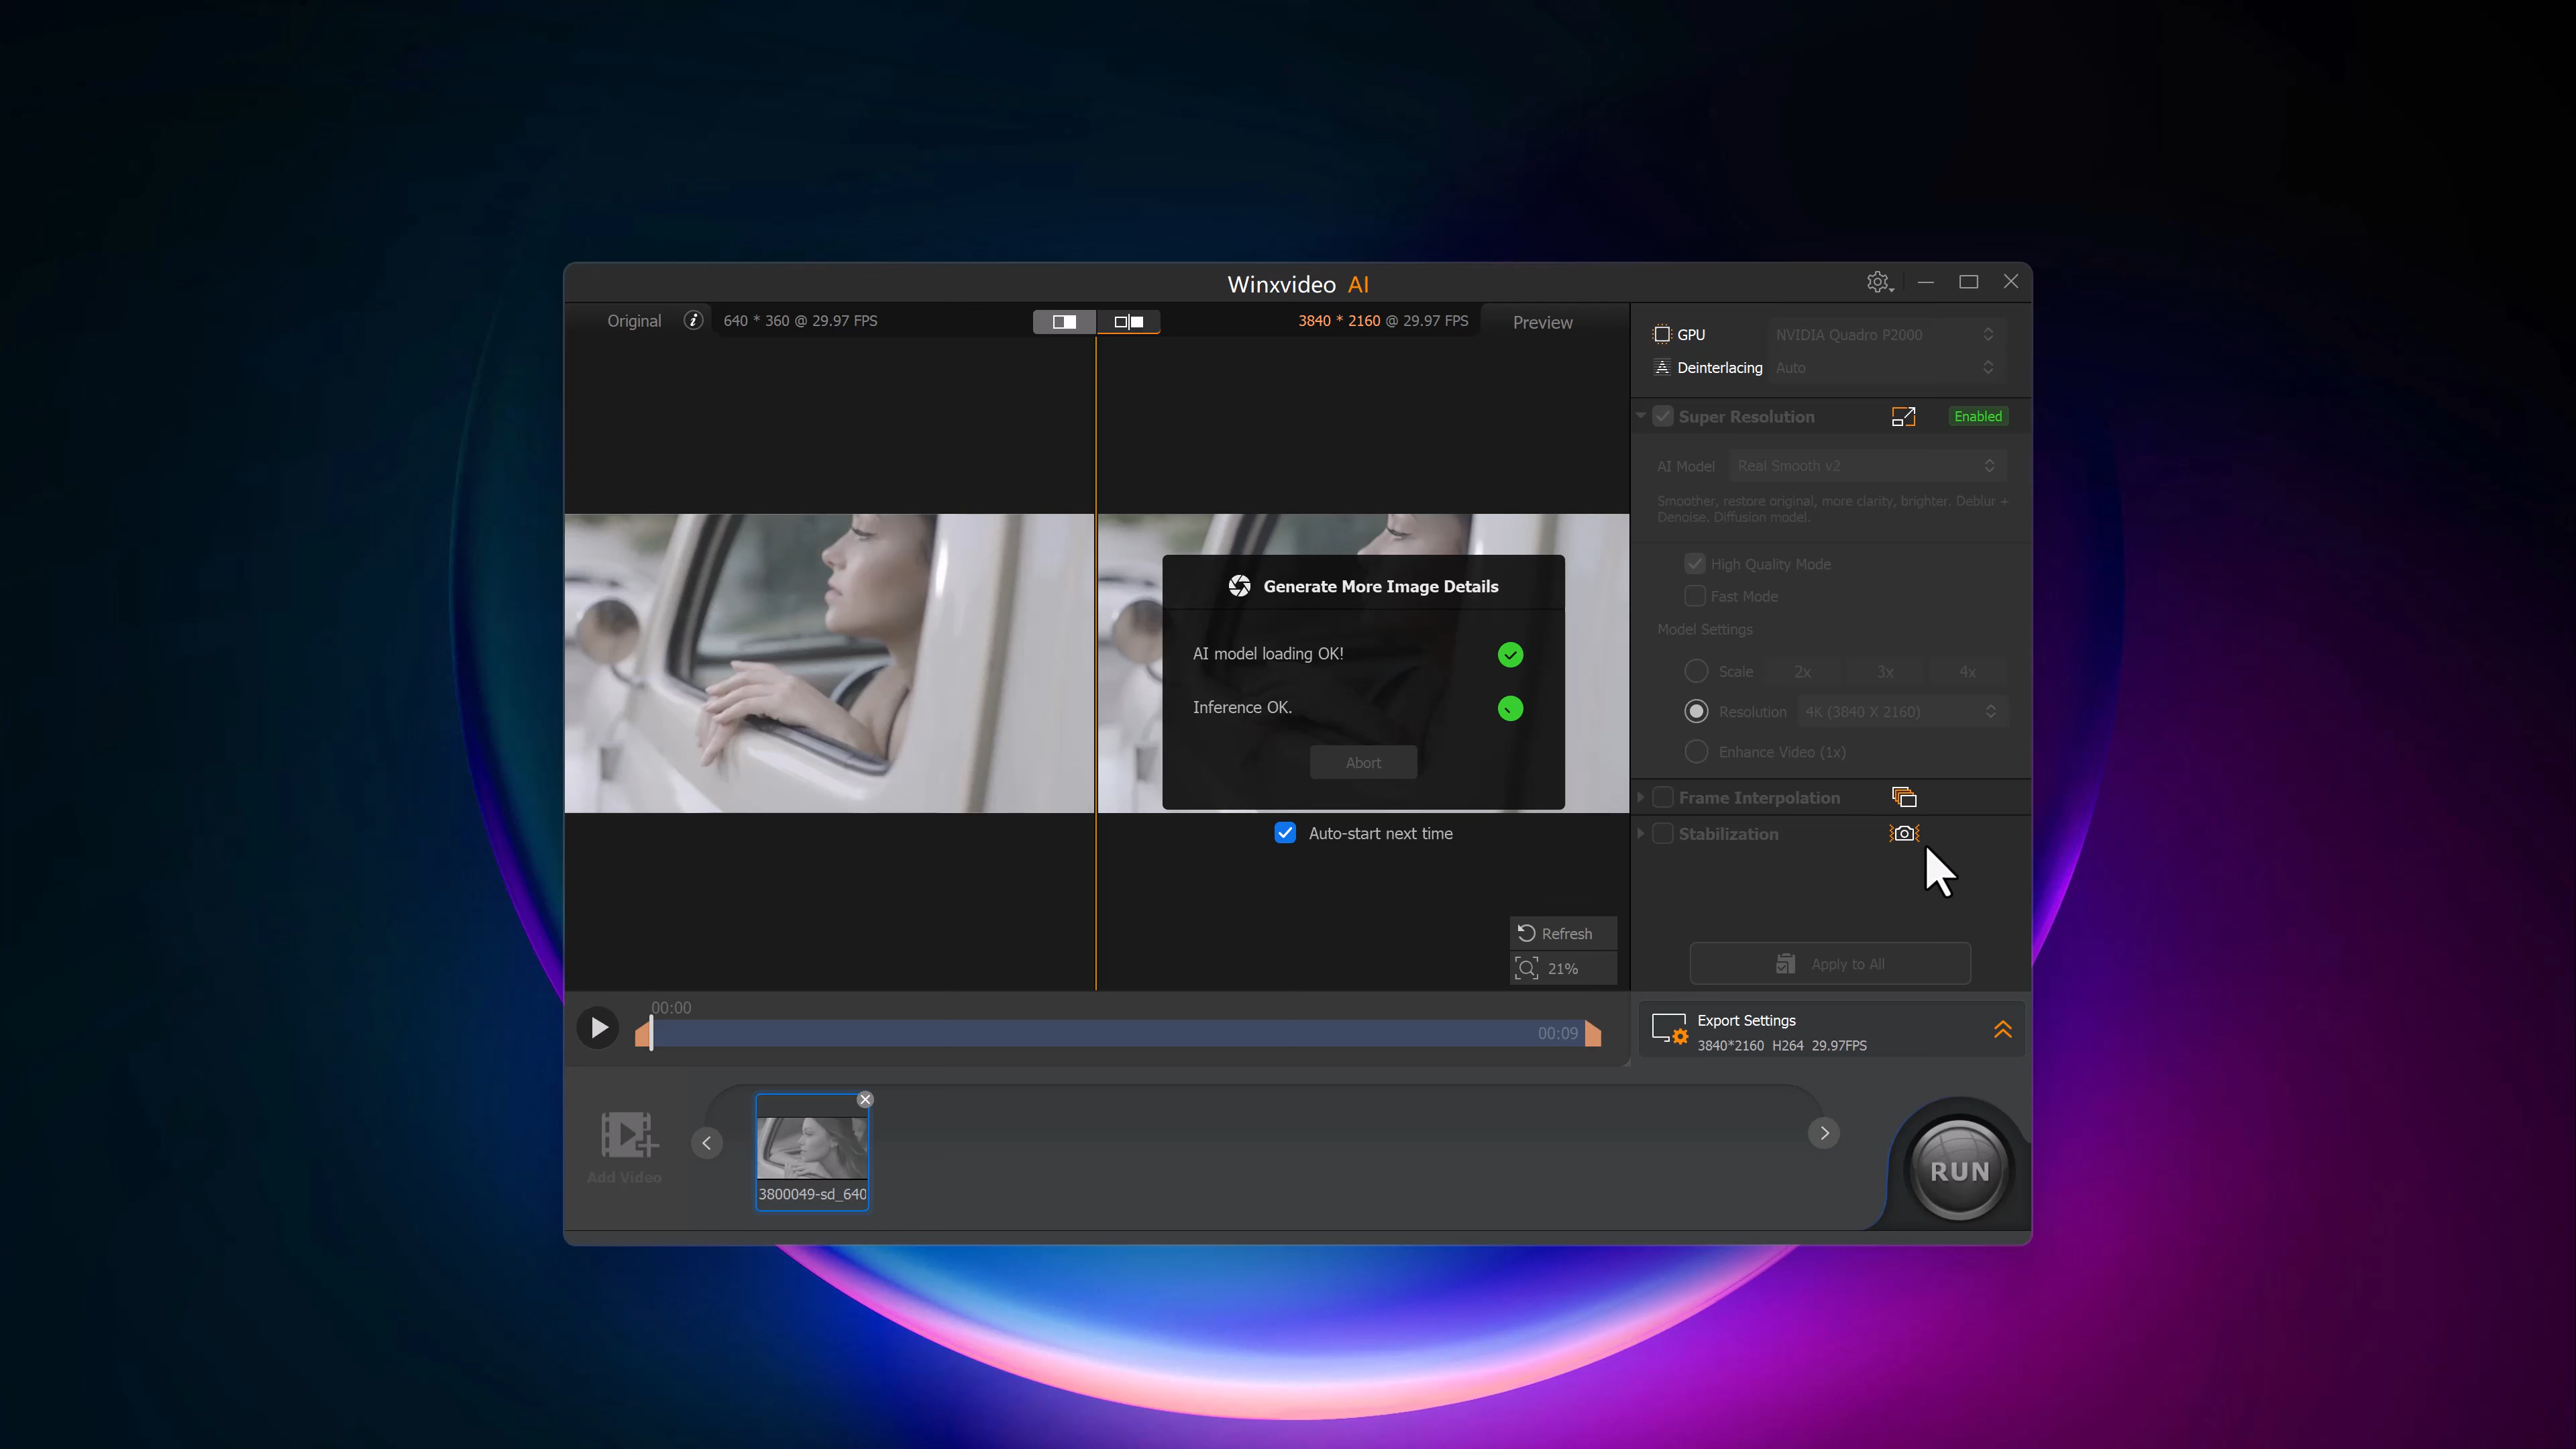 Winxvideo AI
Original
640 * 360 @ 29.97 FPS
3840 * 2160 @ 29.97 FPS
Preview
GPU
NVIDIA Quadro P2000
Deinterlacing
Auto
Super Resolution
Enabled
AI Model
Real Smooth v2
Smoother, restore original, more clarity, brighter. Deblur +
Denoise. Diffusion model.
High Quality Mode
Fast Mode
Model Settings
Scale 2x 3x 4x
Resolution 4K (3840 X 2160)
Enhance Video (1x)
Frame Interpolation
Stabilization
Generate More Image Details
AI model loading OK!
Inference OK.
Abort
Auto-start next time
Refresh
21%
Apply to All
00:00
00:09
Export Settings
3840*2160 H264 29.97FPS
Add Video
3800049-sd_640
RUN